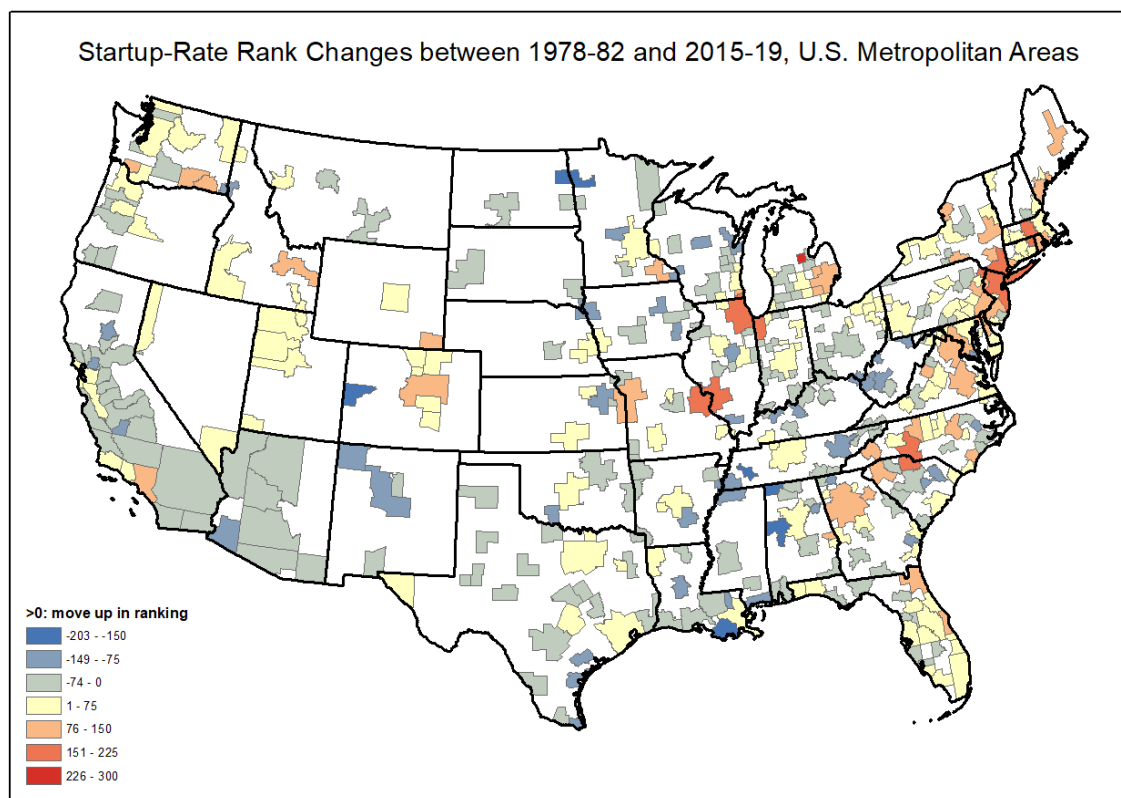 Startup-Rate Rank Changes between 1978-82 and 2015-19, U.S. Metropolitan Areas
>0: move up in ranking
-203 - -150
-149 - -75
-74 - 0
1 - 75
76 - 150
151 - 225
226 - 300